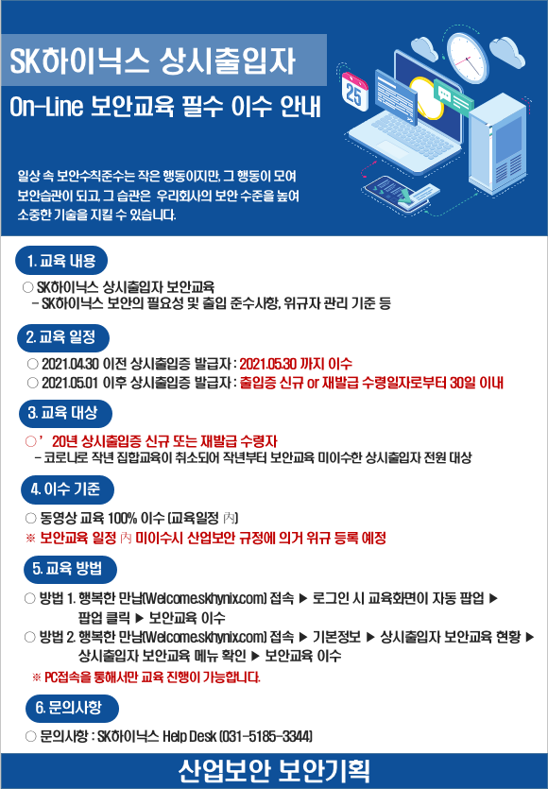 SK하이닉스 상시출입자
On-Line 보안교육 필수 이수 안내
25
일상 속 보안수칙준수는 작은 행동이지만, 그 행동이 모여
보안습관이 되고, 그 습관은 우리회사의 보안 수준을 높여
소중한 기술을 지킬 수 있습니다.
1. 교육 내용
○ SK하이닉스 상시출입자 보안교육
- SK하이닉스 보안의 필요성 및 출입 준수사항, 위규자 관리 기준 등
2. 교육 일정
○ 2021.04.30 이전 상시출입증 발급자 : 2021.05.30 까지 이수
○ 2021.05.01 이후 상시출입증 발급자 : 출입증 신규 or 재발급 수령일자로부터 30일 이내
3. 교육 대상
○ ’20년 상시출입증 신규 또는 재발급 수령자
- 코로나로 작년 집합교육이 취소되어 작년부터 보안교육 미이수한 상시출입자 전원 대상
4. 이수 기준
○ 동영상 교육 100% 이수 (교육일정 內)
※ 보안교육 일정 內 미이수시 산업보안 규정에 의거 위규 등록 예정
5. 교육 방법
○ 방법 1. 행복한 만남(Welcome.skhynix.com) 접속 ▶ 로그인 시 교육화면이 자동 팝업 ▶
팝업 클릭 ▶ 보안교육 이수
○ 방법 2. 행복한 만남(Welcome.skhynix.com) 접속 ▶ 기본정보 ▶ 상시출입자 보안교육 현황 ▶
상시출입자 보안교육 메뉴 확인 ▶ 보안교육 이수
※ PC접속을 통해서만 교육 진행이 가능합니다.
6. 문의사항
○ 문의사항 : SK하이닉스 Help Desk (031-5185-3344)
산업보안 보안기획